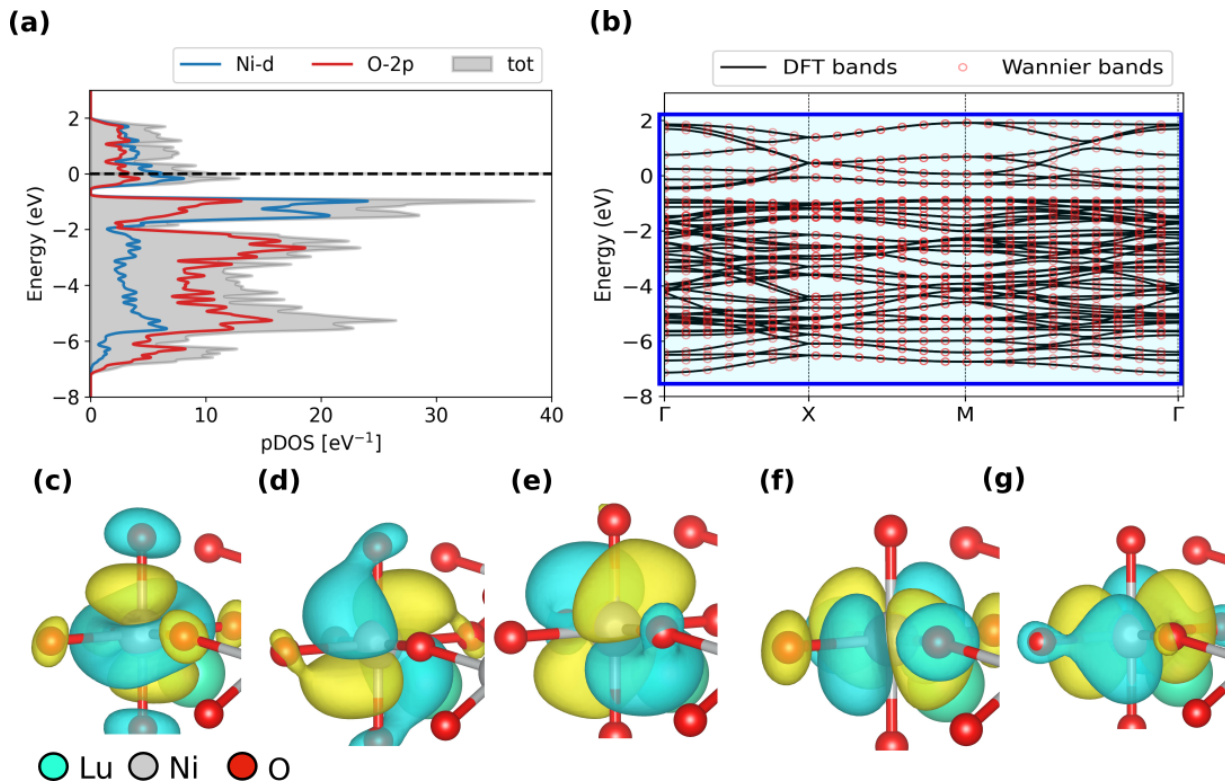 (a)
Ni-d O-2p tot
Energy (eV)
2
0
−2
−4
−6
−8
0 10 20 30 40
pDOS [eV⁻¹]
(b)
DFT bands Wannier bands
Energy (eV)
2
0
−2
−4
−6
−8
Γ X M Γ
(c) (d) (e) (f) (g)
Lu Ni O